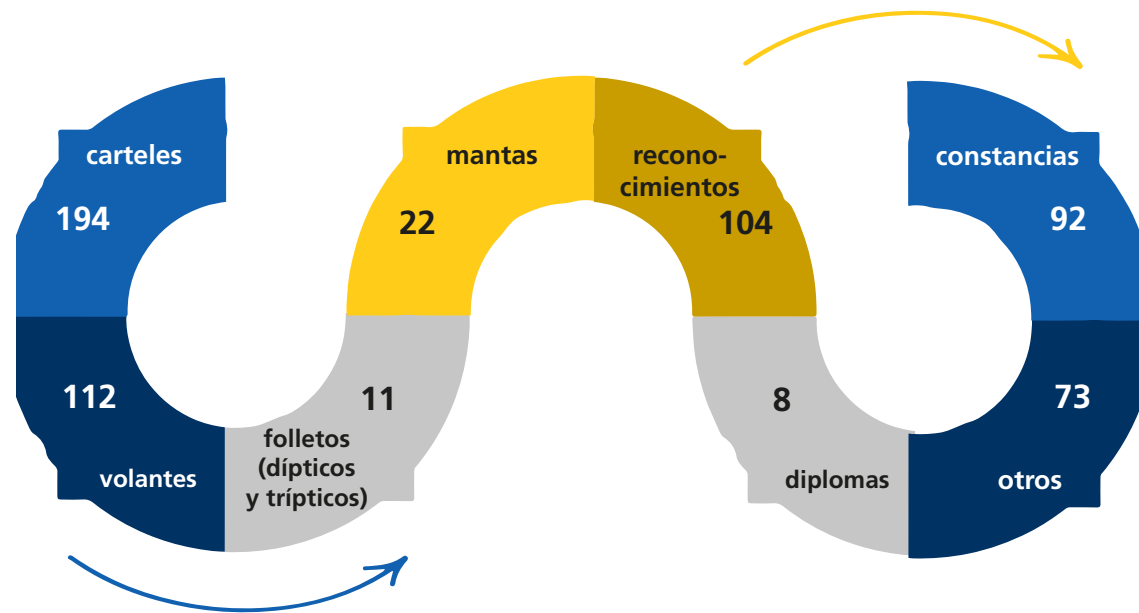 carteles
194
112
volantes
11
folletos
(dípticos
y trípticos)
mantas
22
recono-
cimientos
104
8
diplomas
constancias
92
73
otros